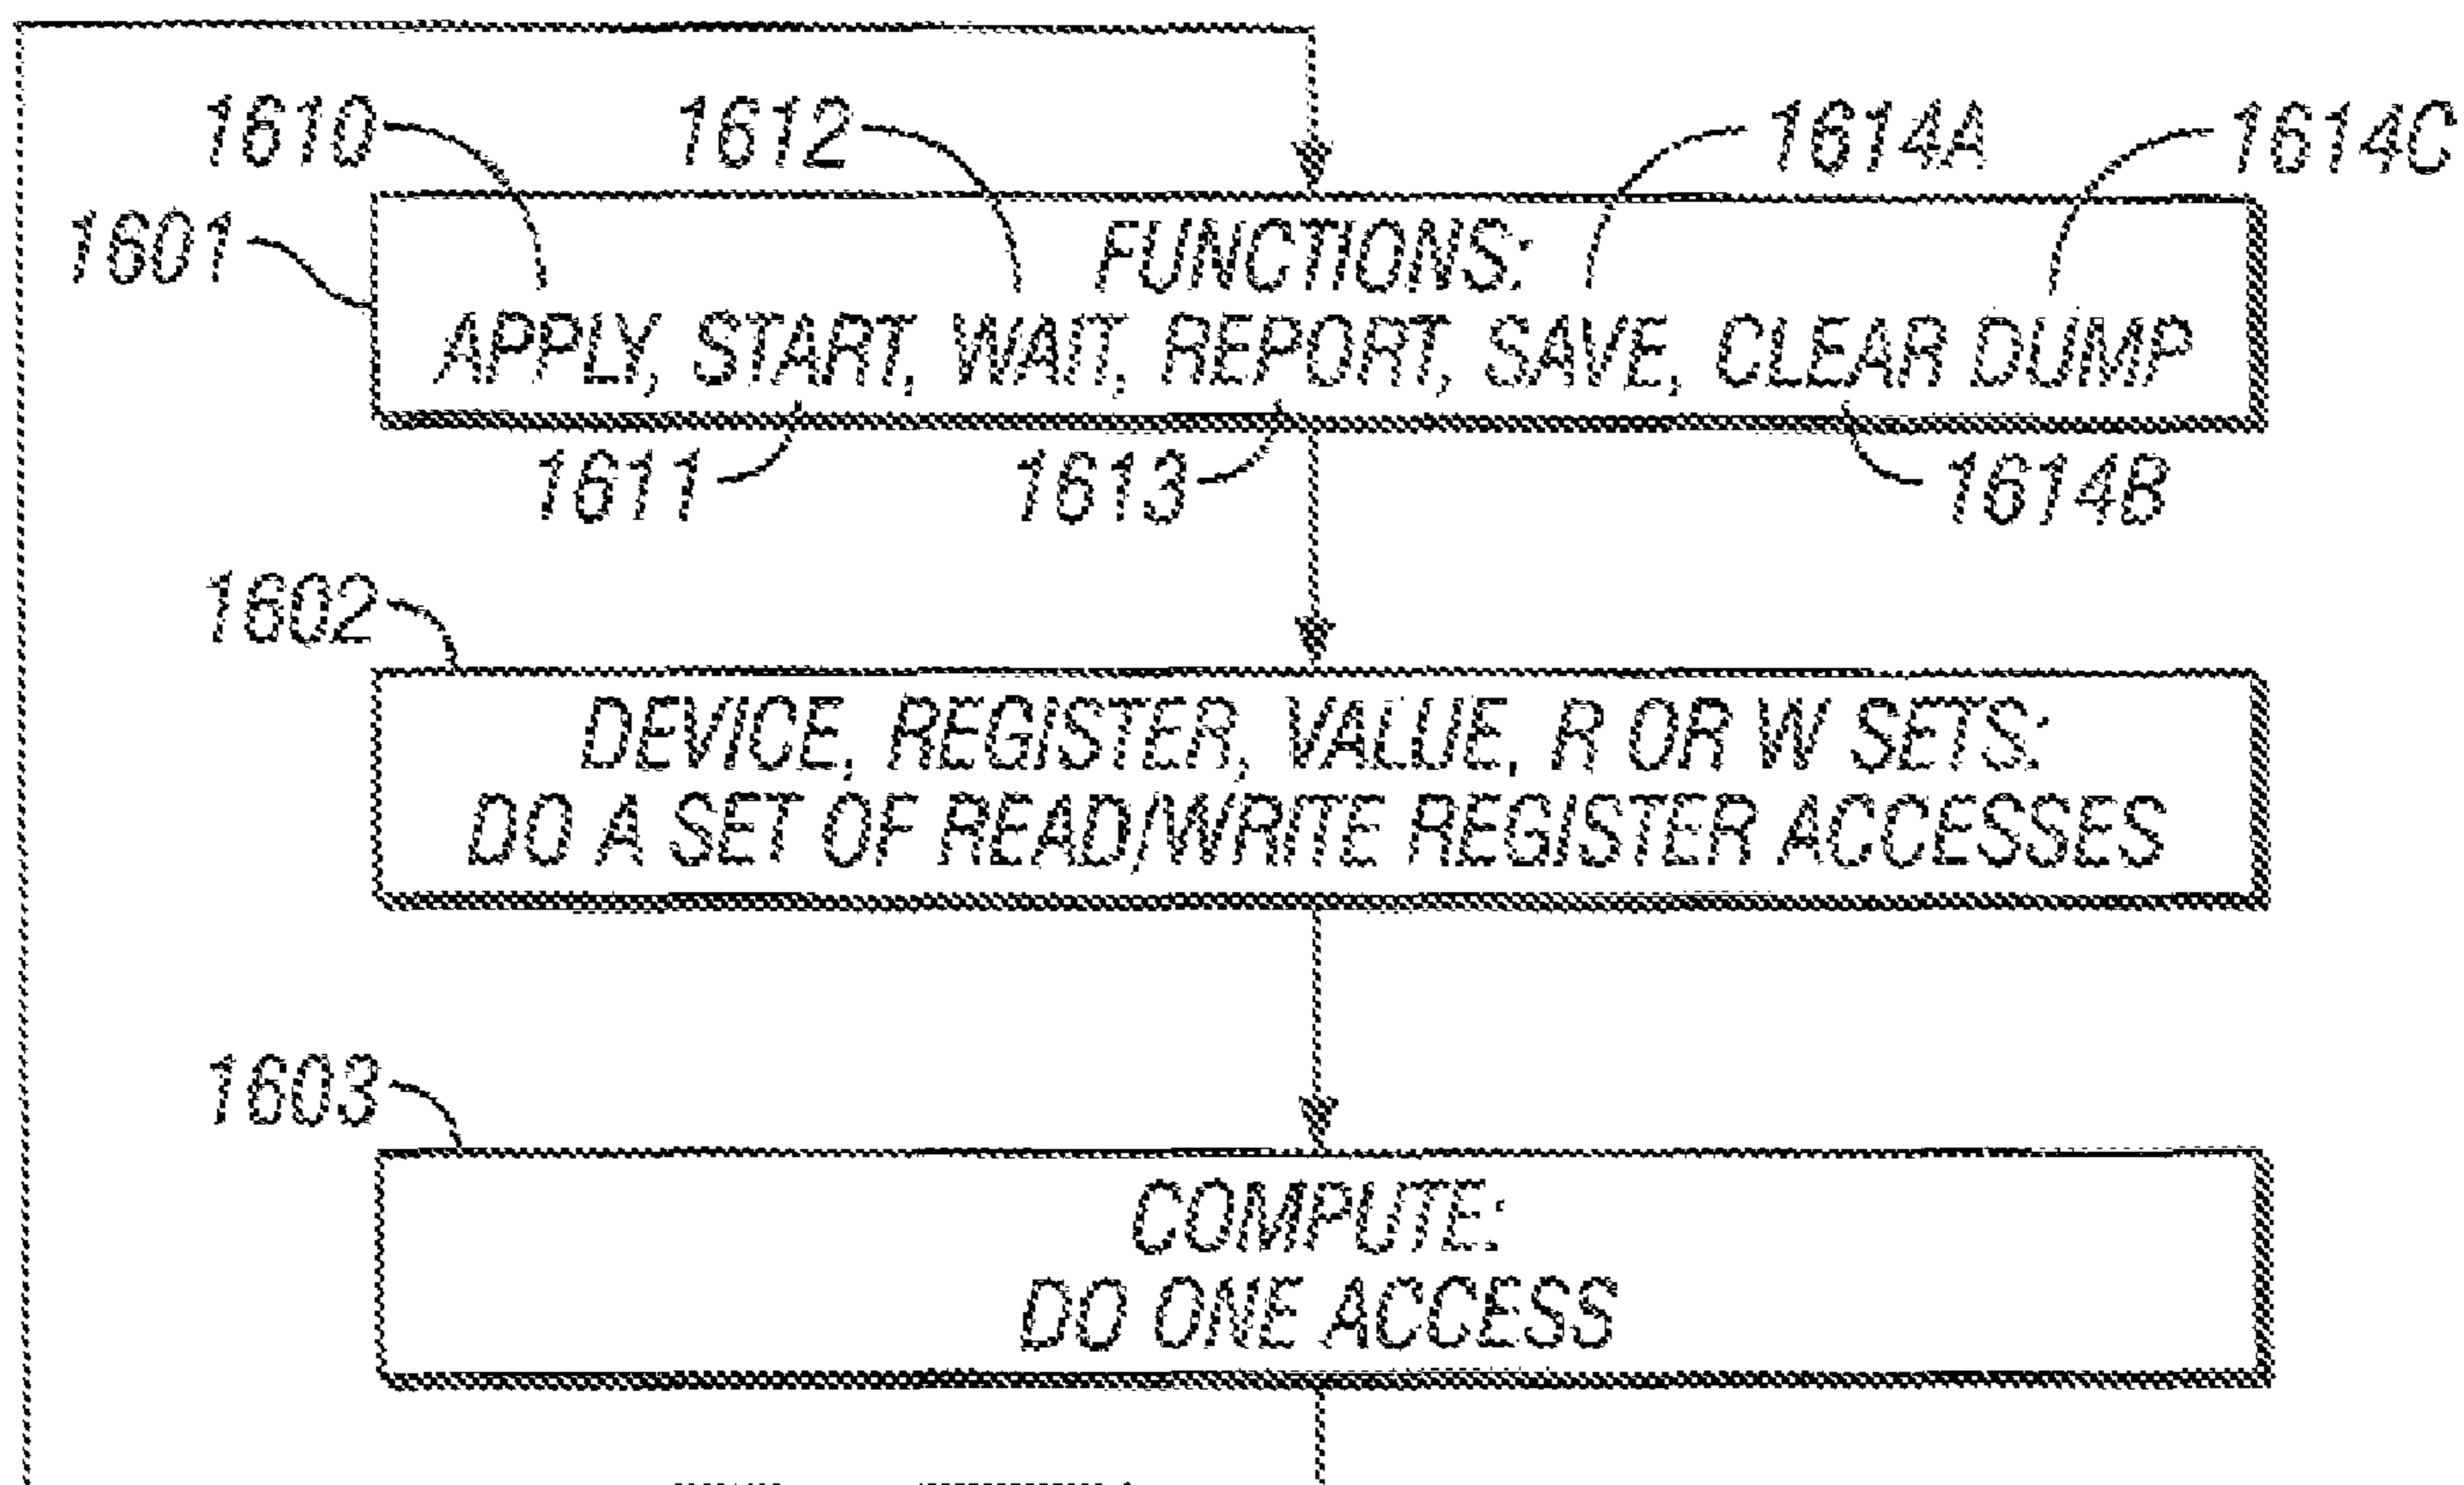 1610 1612 1614A 1614C
1601
FUNCTIONS:
APPLY, START, WAIT, REPORT, SAVE, CLEAR DUMP
1611 1613 1614B
1602
DEVICE, REGISTER, VALUE, R OR W SETS:
DO A SET OF READ/WRITE REGISTER ACCESSES
1603
COMPUTE:
DO ONE ACCESS